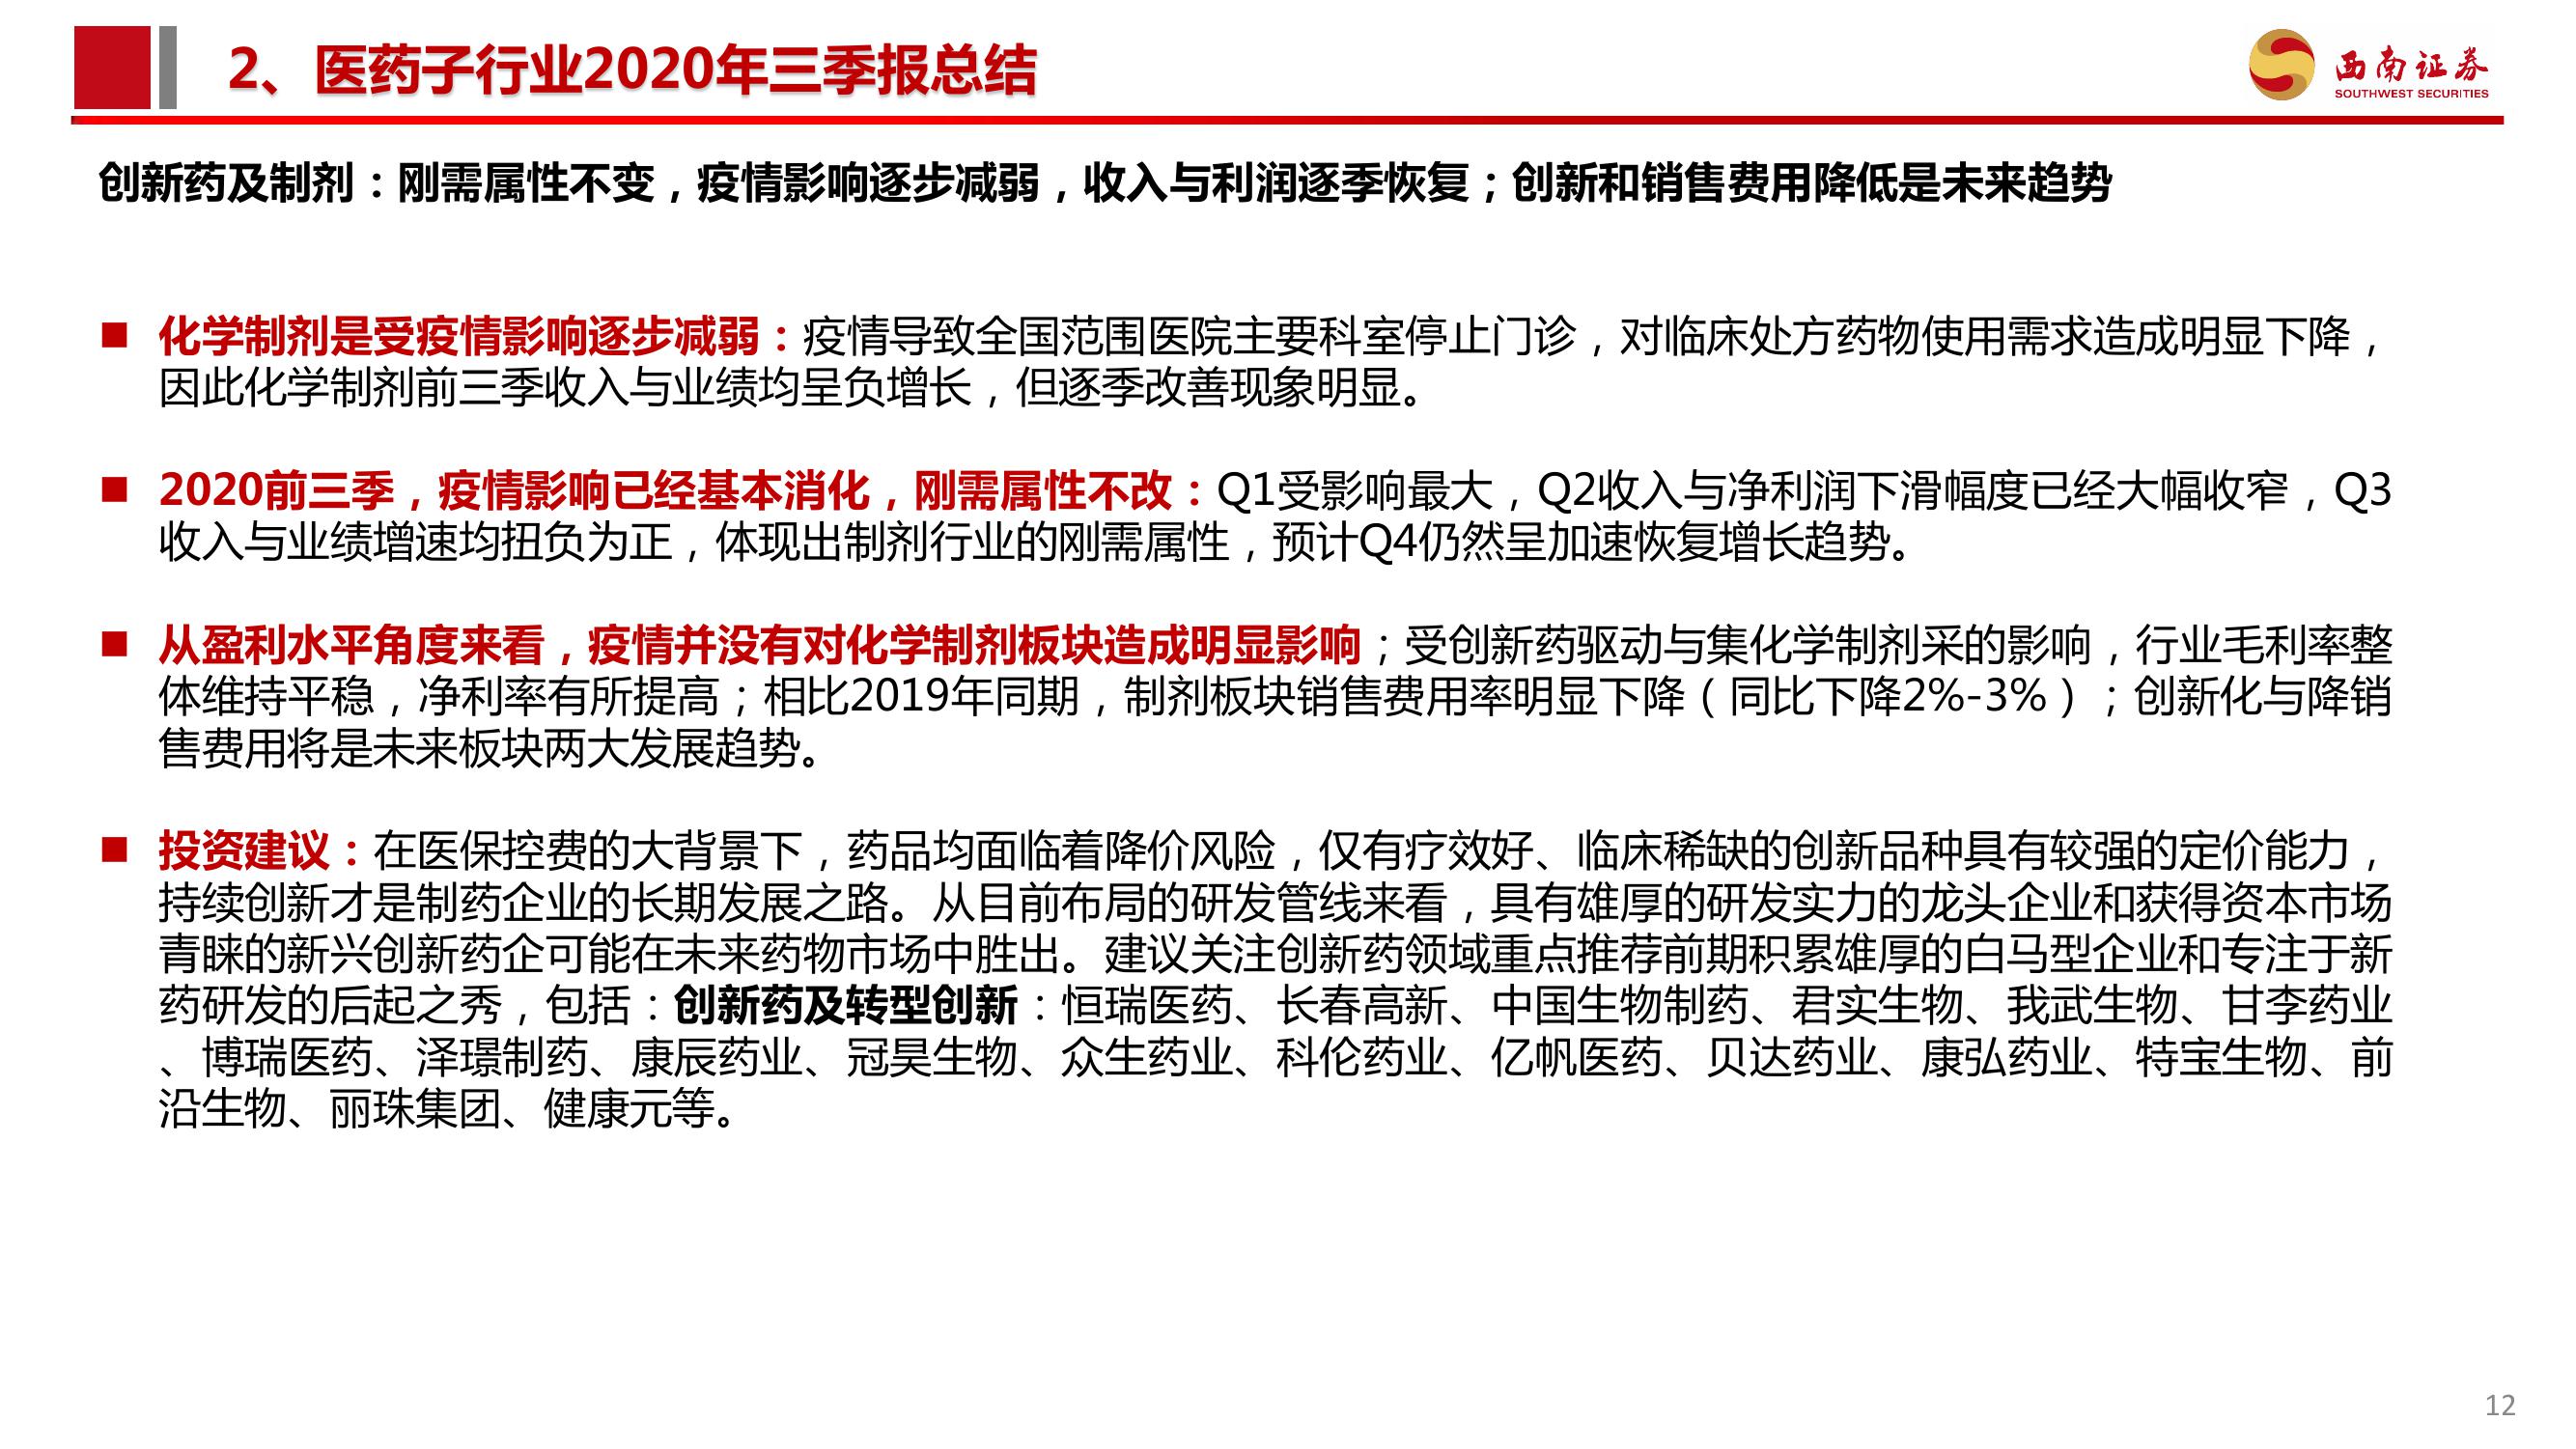 2、医药子行业2020年三季报总结
西南证券
SOUTHWEST SECURITIES
创新药及制剂：刚需属性不变，疫情影响逐步减弱，收入与利润逐季恢复；创新和销售费用降低是未来趋势
■ 化学制剂是受疫情影响逐步减弱：疫情导致全国范围医院主要科室停止门诊，对临床处方药物使用需求造成明显下降，
因此化学制剂前三季收入与业绩均呈负增长，但逐季改善现象明显。
■ 2020前三季，疫情影响已经基本消化，刚需属性不改：Q1受影响最大，Q2收入与净利润下滑幅度已经大幅收窄，Q3
收入与业绩增速均扭负为正，体现出制剂行业的刚需属性，预计Q4仍然呈加速恢复增长趋势。
■ 从盈利水平角度来看，疫情并没有对化学制剂板块造成明显影响；受创新药驱动与集化学制剂采的影响，行业毛利率整
体维持平稳，净利率有所提高；相比2019年同期，制剂板块销售费用率明显下降（同比下降2%-3%）；创新化与降销
售费用将是未来板块两大发展趋势。
■ 投资建议：在医保控费的大背景下，药品均面临着降价风险，仅有疗效好、临床稀缺的创新品种具有较强的定价能力，
持续创新才是制药企业的长期发展之路。从目前布局的研发管线来看，具有雄厚的研发实力的龙头企业和获得资本市场
青睐的新兴创新药企可能在未来药物市场中胜出。建议关注创新药领域重点推荐前期积累雄厚的白马型企业和专注于新
药研发的后起之秀，包括：创新药及转型创新：恒瑞医药、长春高新、中国生物制药、君实生物、我武生物、甘李药业
、博瑞医药、泽璟制药、康辰药业、冠昊生物、众生药业、科伦药业、亿帆医药、贝达药业、康弘药业、特宝生物、前
沿生物、丽珠集团、健康元等。
12